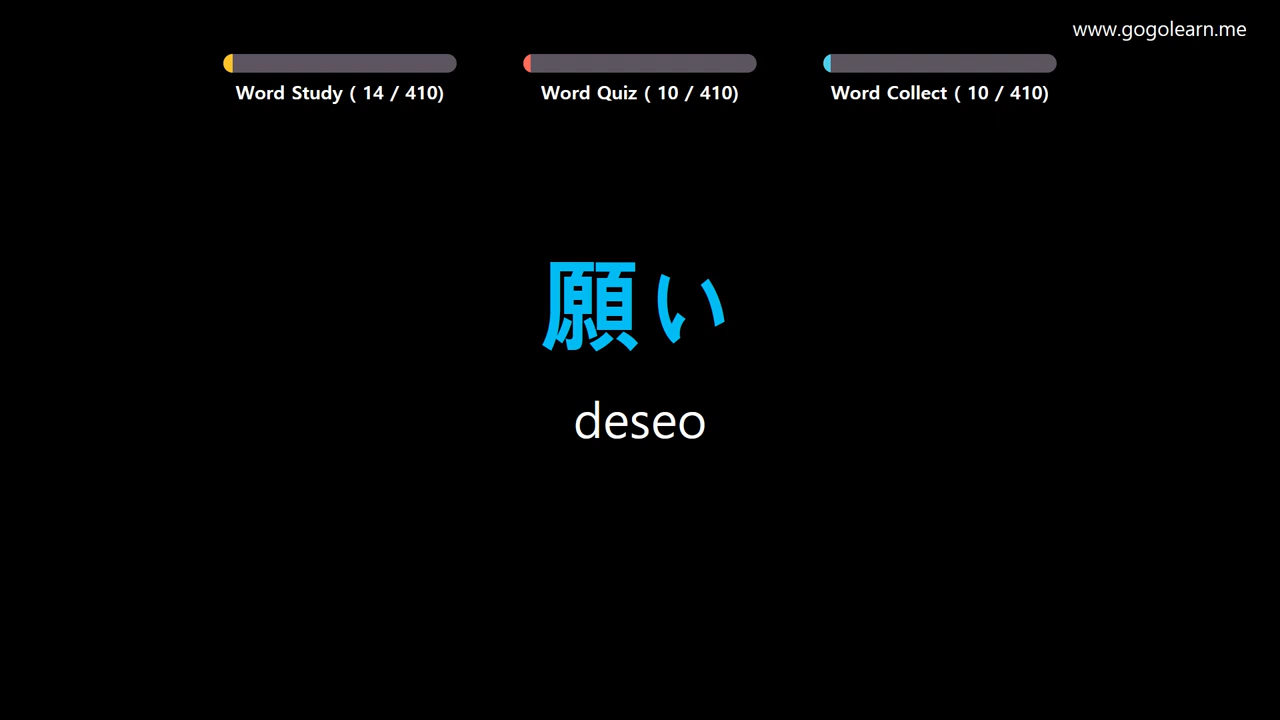 www.gogolearn.me
Word Study ( 14 / 410)
Word Quiz ( 10 / 410)
Word Collect ( 10 / 410)
願い
deseo